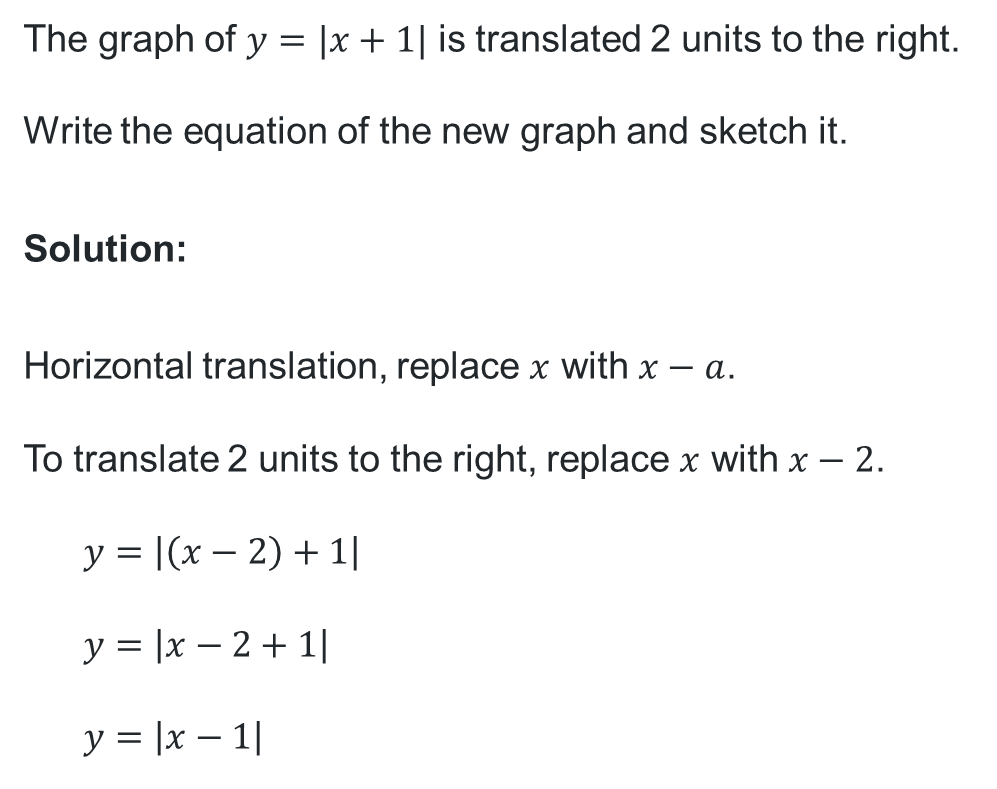 The graph of 𝑦 = |𝑥 + 1| is translated 2 units to the right.
Write the equation of the new graph and sketch it.
Solution:
Horizontal translation, replace 𝑥 with 𝑥 − 𝑎.
To translate 2 units to the right, replace 𝑥 with 𝑥 − 2.
𝑦 = |(𝑥 − 2) + 1|
𝑦 = |𝑥 − 2 + 1|
𝑦 = |𝑥 − 1|